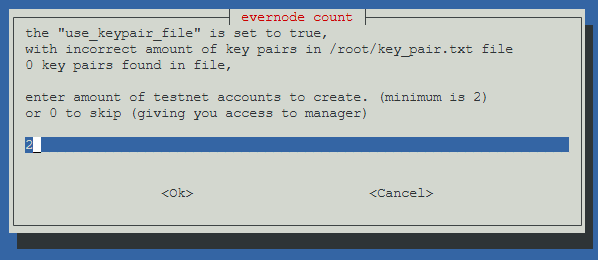 evernode count
the "use_keypair_file" is set to true,
with incorrect amount of key pairs in /root/key_pair.txt file
0 key pairs found in file,
enter amount of testnet accounts to create. (minimum is 2)
or 0 to skip (giving you access to manager)
2
<Ok> <Cancel>